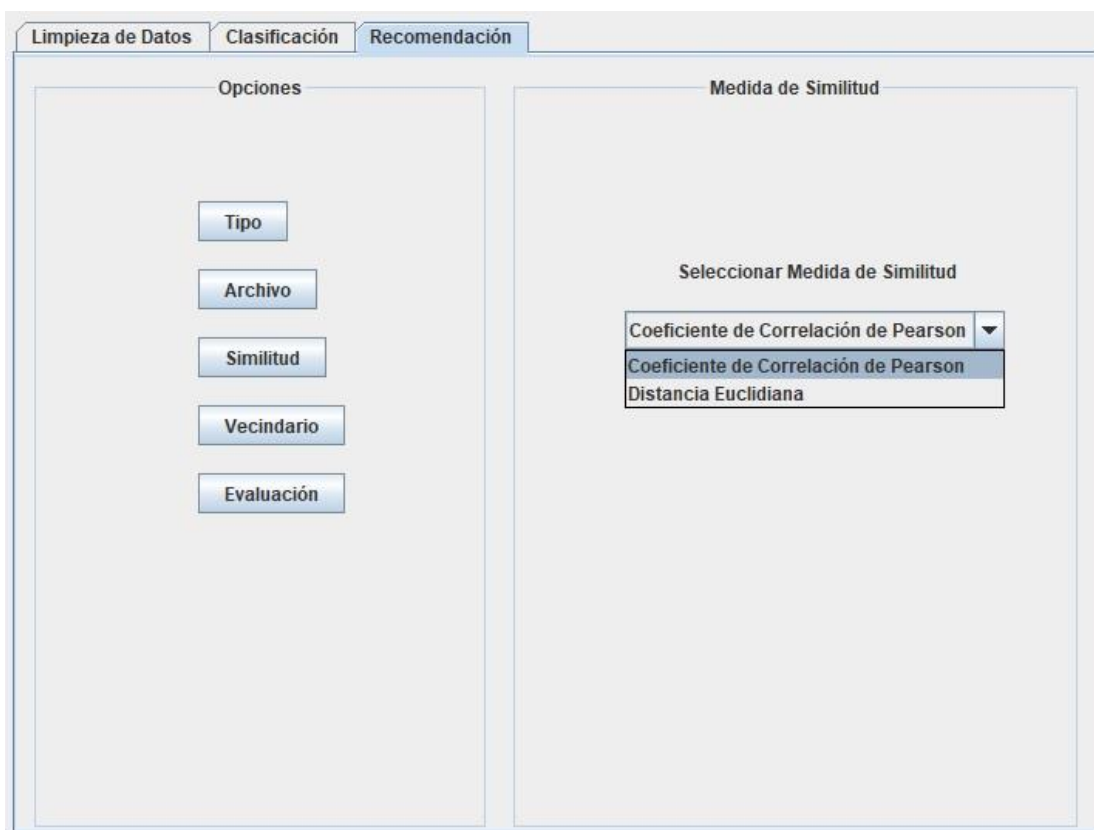 Limpieza de Datos
Clasificación
Recomendación
Opciones
Tipo
Archivo
Similitud
Vecindario
Evaluación
Medida de Similitud
Seleccionar Medida de Similitud
Coeficiente de Correlación de Pearson
Coeficiente de Correlación de Pearson
Distancia Euclidiana